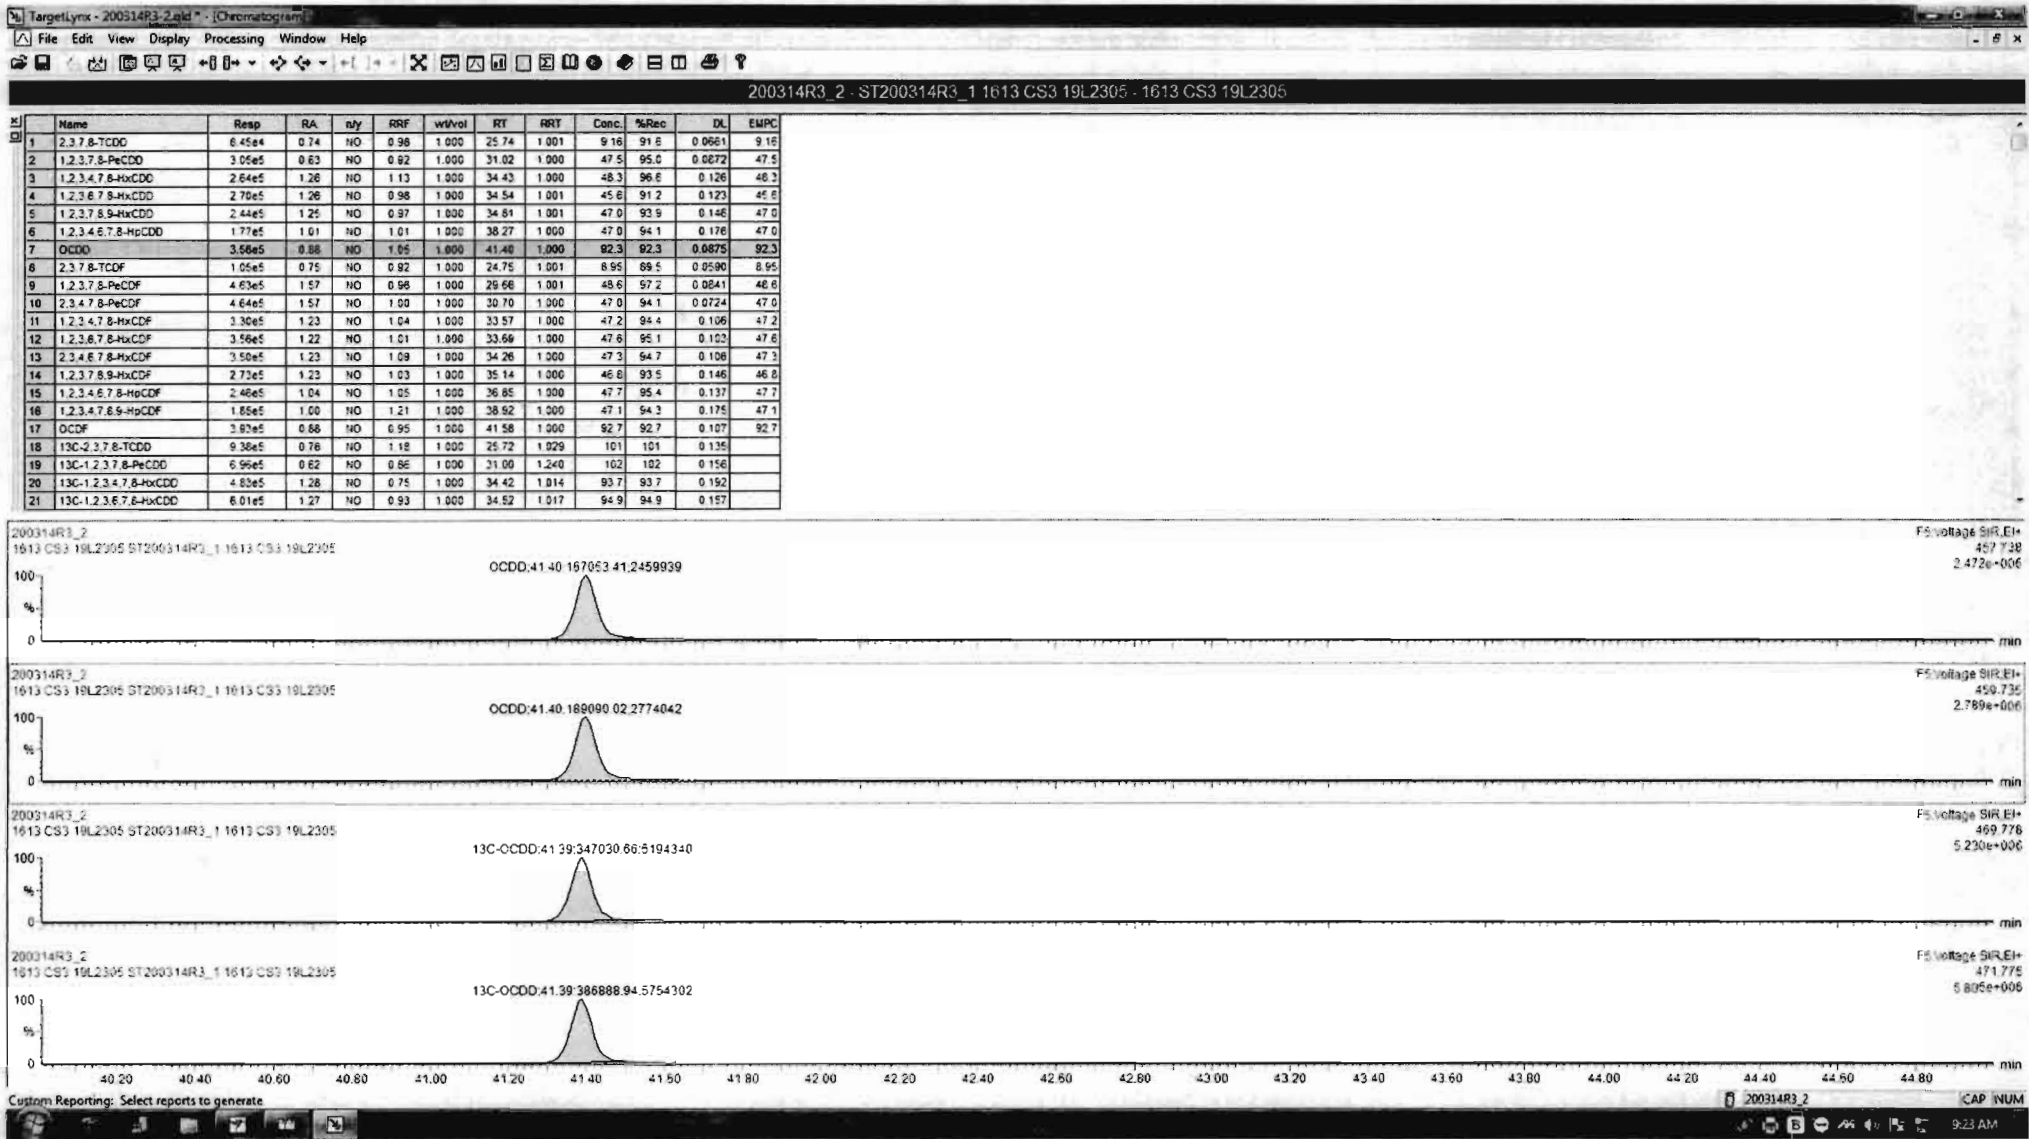 TargetLynx - 200314R3-2.qld * - [Chromatogram]
File Edit View Display Processing Window Help
200314R3_2 - ST200314R3_1 1613 CS3 19L2305 - 1613 CS3 19L2305
Name Resp RA n/y RRF wt/vol RT RRT Conc. %Rec DL EMPC
1 2,3,7,8-TCDD 6.45e4 0.74 NO 0.98 1.000 25.74 1.001 9.16 91.6 0.0661 9.16
2 1,2,3,7,8-PeCDD 3.05e5 0.63 NO 0.92 1.000 31.02 1.000 47.5 95.0 0.0872 47.5
3 1,2,3,4,7,8-HxCDD 2.64e5 1.26 NO 1.13 1.000 34.43 1.000 48.3 96.6 0.126 48.3
4 1,2,3,6,7,8-HxCDD 2.70e5 1.26 NO 0.98 1.000 34.54 1.001 45.6 91.2 0.123 45.6
5 1,2,3,7,8,9-HxCDD 2.44e5 1.25 NO 0.97 1.000 34.81 1.001 47.0 93.9 0.146 47.0
6 1,2,3,4,6,7,8-HpCDD 1.77e5 1.01 NO 1.01 1.000 38.27 1.000 47.0 94.1 0.176 47.0
7 OCDD 3.56e5 0.88 NO 1.05 1.000 41.40 1.000 92.3 92.3 0.0875 92.3
8 2,3,7,8-TCDF 1.05e5 0.75 NO 0.92 1.000 24.75 1.001 8.95 89.5 0.0590 8.95
9 1,2,3,7,8-PeCDF 4.63e5 1.57 NO 0.96 1.000 29.66 1.001 48.6 97.2 0.0841 48.6
10 2,3,4,7,8-PeCDF 4.64e5 1.57 NO 1.00 1.000 30.70 1.000 47.0 94.1 0.0724 47.0
11 1,2,3,4,7,8-HxCDF 3.30e5 1.23 NO 1.04 1.000 33.57 1.000 47.2 94.4 0.106 47.2
12 1,2,3,6,7,8-HxCDF 3.56e5 1.22 NO 1.01 1.000 33.69 1.000 47.6 95.1 0.103 47.6
13 2,3,4,6,7,8-HxCDF 3.50e5 1.23 NO 1.09 1.000 34.26 1.000 47.3 94.7 0.106 47.3
14 1,2,3,7,8,9-HxCDF 2.73e5 1.23 NO 1.03 1.000 35.14 1.000 46.8 93.5 0.146 46.8
15 1,2,3,4,6,7,8-HpCDF 2.46e5 1.04 NO 1.05 1.000 36.85 1.000 47.7 95.4 0.137 47.7
16 1,2,3,4,7,8,9-HpCDF 1.85e5 1.00 NO 1.21 1.000 38.92 1.000 47.1 94.3 0.175 47.1
17 OCDF 3.93e5 0.88 NO 0.95 1.000 41.58 1.000 92.7 92.7 0.107 92.7
18 13C-2,3,7,8-TCDD 9.38e5 0.76 NO 1.18 1.000 25.72 1.029 101 101 0.135
19 13C-1,2,3,7,8-PeCDD 6.96e5 0.62 NO 0.86 1.000 31.00 1.240 102 102 0.156
20 13C-1,2,3,4,7,8-HxCDD 4.83e5 1.28 NO 0.75 1.000 34.42 1.014 93.7 93.7 0.192
21 13C-1,2,3,6,7,8-HxCDD 6.01e5 1.27 NO 0.93 1.000 34.52 1.017 94.9 94.9 0.157
200314R3_2 F5:Voltage SIR,EI+
1613 CS3 19L2305 ST200314R3_1 1613 CS3 19L2305 457.738
2.472e+006
OCDD;41.40;167053.41;2459939
100
%
0
min
200314R3_2 F5:Voltage SIR,EI+
1613 CS3 19L2305 ST200314R3_1 1613 CS3 19L2305 459.735
2.789e+006
OCDD;41.40;189090.02;2774042
100
%
0
min
200314R3_2 F5:Voltage SIR,EI+
1613 CS3 19L2305 ST200314R3_1 1613 CS3 19L2305 469.778
5.230e+006
13C-OCDD;41.39;347030.66;5194340
100
%
0
min
200314R3_2 F5:Voltage SIR,EI+
1613 CS3 19L2305 ST200314R3_1 1613 CS3 19L2305 471.775
5.805e+006
13C-OCDD;41.39;386888.94;5754302
100
%
0
min
40.20 40.40 40.60 40.80 41.00 41.20 41.40 41.60 41.80 42.00 42.20 42.40 42.60 42.80 43.00 43.20 43.40 43.60 43.80 44.00 44.20 44.40 44.60 44.80
Custom Reporting: Select reports to generate 200314R3_2 CAP NUM
9:23 AM